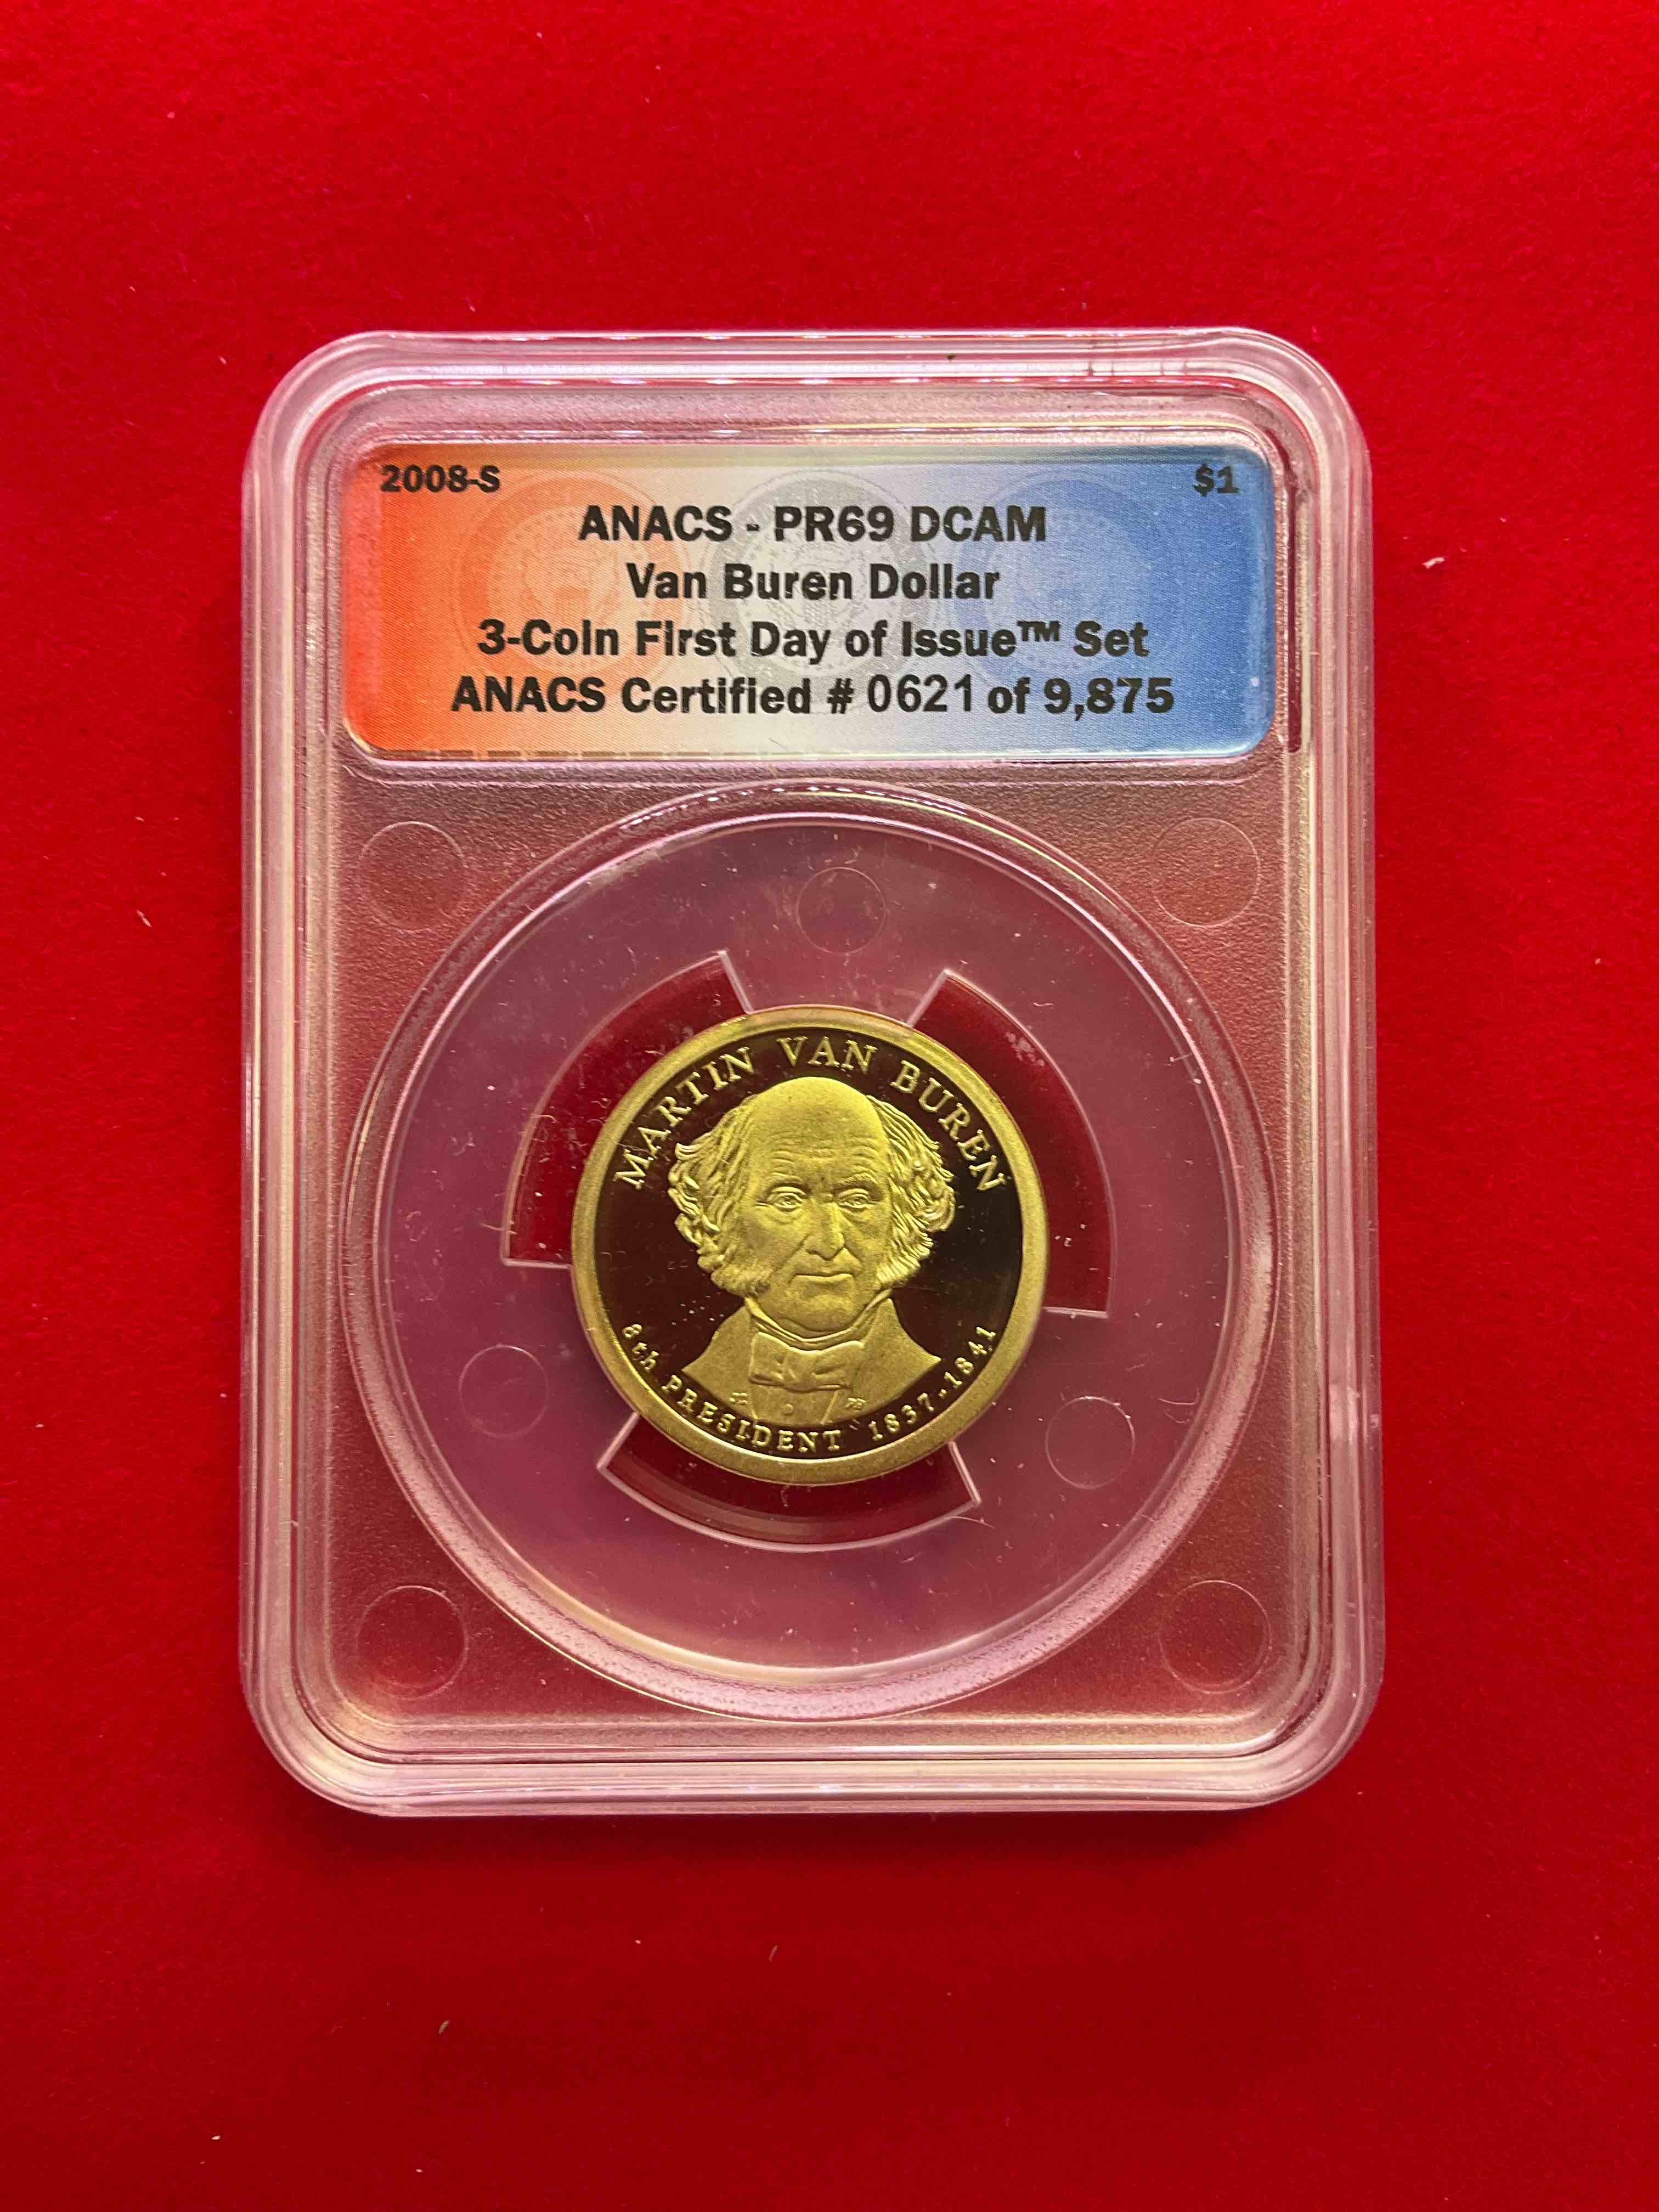 2008-S $1
ANACS - PR69 DCAM
Van Buren Dollar
3-Coin First Day of Issue™ Set
ANACS Certified # 0621 of 9,875
MARTIN VAN BUREN
8th PRESIDENT 1837-1841